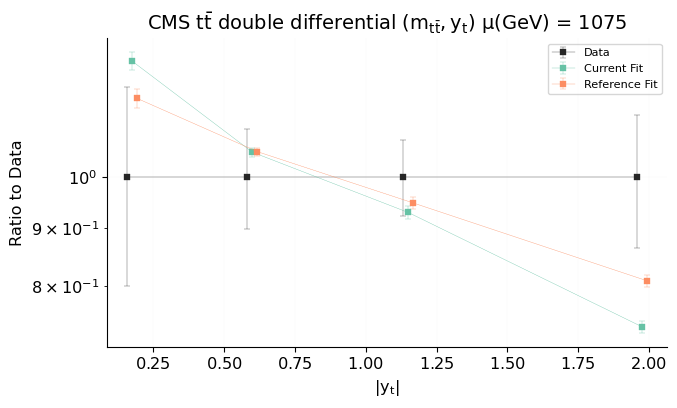 CMS tt̄ double differential (m_tt̄, y_t) μ(GeV) = 1075
Data
Current Fit
Reference Fit
Ratio to Data
10⁰
9 × 10⁻¹
8 × 10⁻¹
0.25 0.50 0.75 1.00 1.25 1.50 1.75 2.00
|y_t|